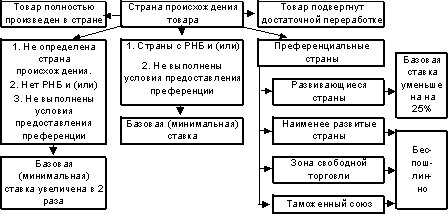 Товар полностью
произведен в стране
Страна происхождения
товара
Товар подвергнут
достаточной переработке
1. Не определена
страна
происхождения.
2. Нет РНБ и (или)
3. Не выполнены
условия
предоставления
преференции
1. Страны с РНБ и (или)
2. Не выполнены
условия предоставления
преференции
Преференциальные
страны
Базовая
ставка
уменьше
на на
25%
Развивающиеся
страны
Базовая (минимальная)
ставка
Наименее развитые
страны
Бес-
пош-
лин-
но
Базовая
(минимальная)
ставка увеличена в 2
раза
Зона свободной
торговли
Таможенный союз